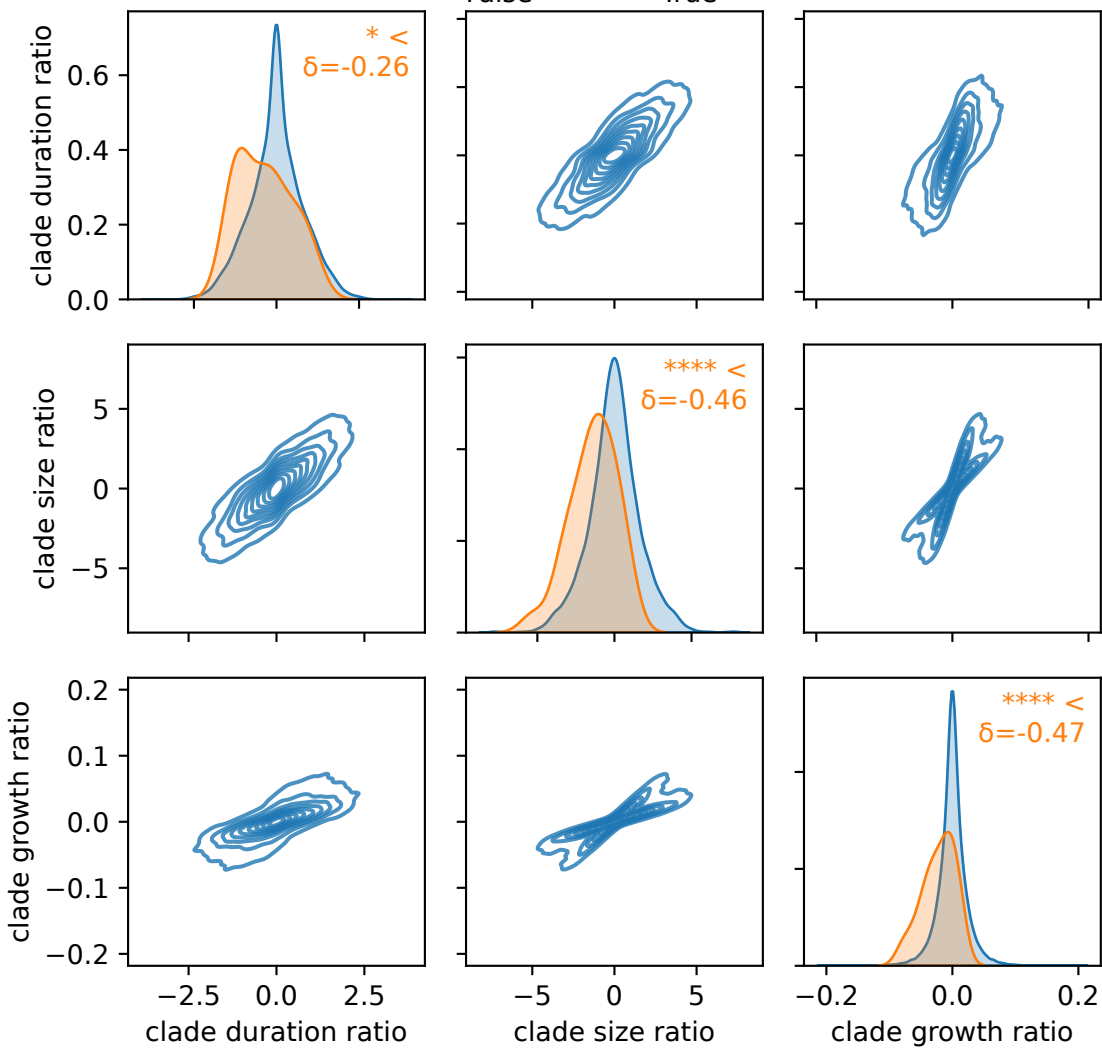 clade duration ratio
0.6
0.4
0.2
0.0
* <
δ=-0.26
clade size ratio
5
0
−5
**** <
δ=-0.46
clade growth ratio
0.2
0.1
0.0
−0.1
−0.2
**** <
δ=-0.47
−2.5 0.0 2.5
−5 0 5
−0.2 0.0 0.2
clade duration ratio
clade size ratio
clade growth ratio